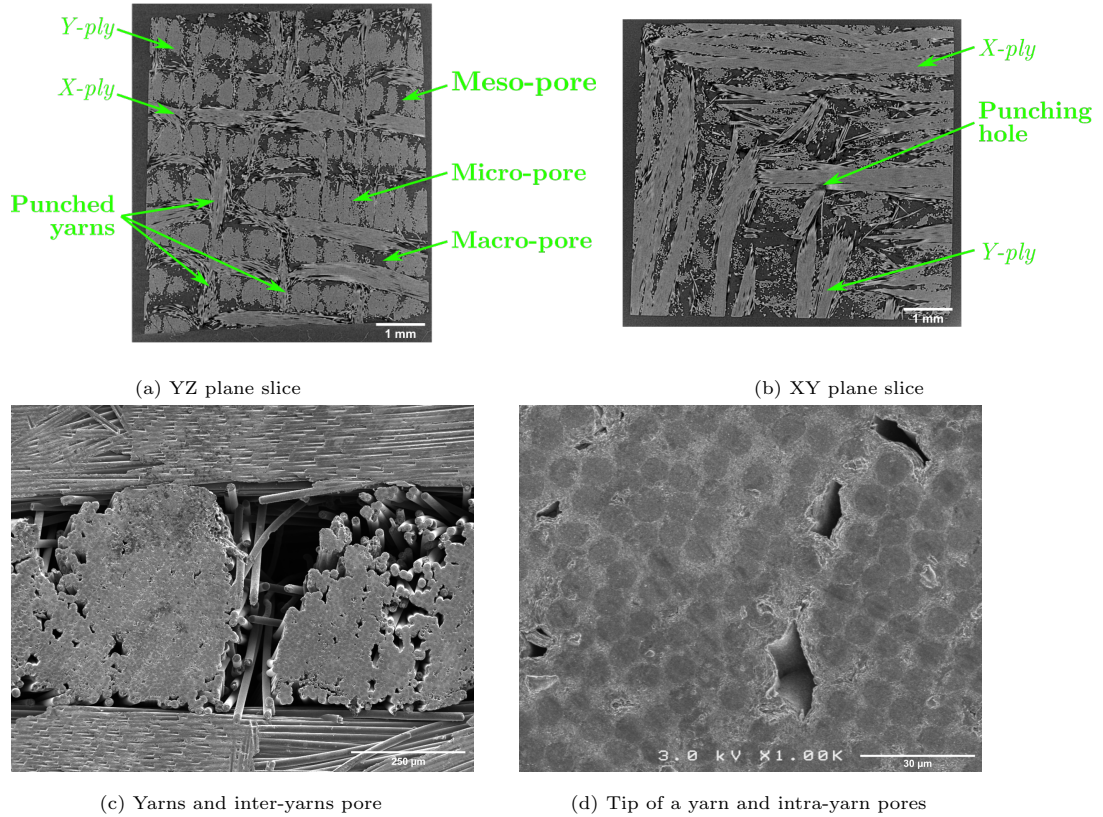 Y-ply
X-ply
Meso-pore
Micro-pore
Punched
yarns
Macro-pore
1 mm
X-ply
Punching
hole
Y-ply
1 mm
(a) YZ plane slice
(b) XY plane slice
250 µm
3.0 kV X1.00K
30 µm
(c) Yarns and inter-yarns pore
(d) Tip of a yarn and intra-yarn pores